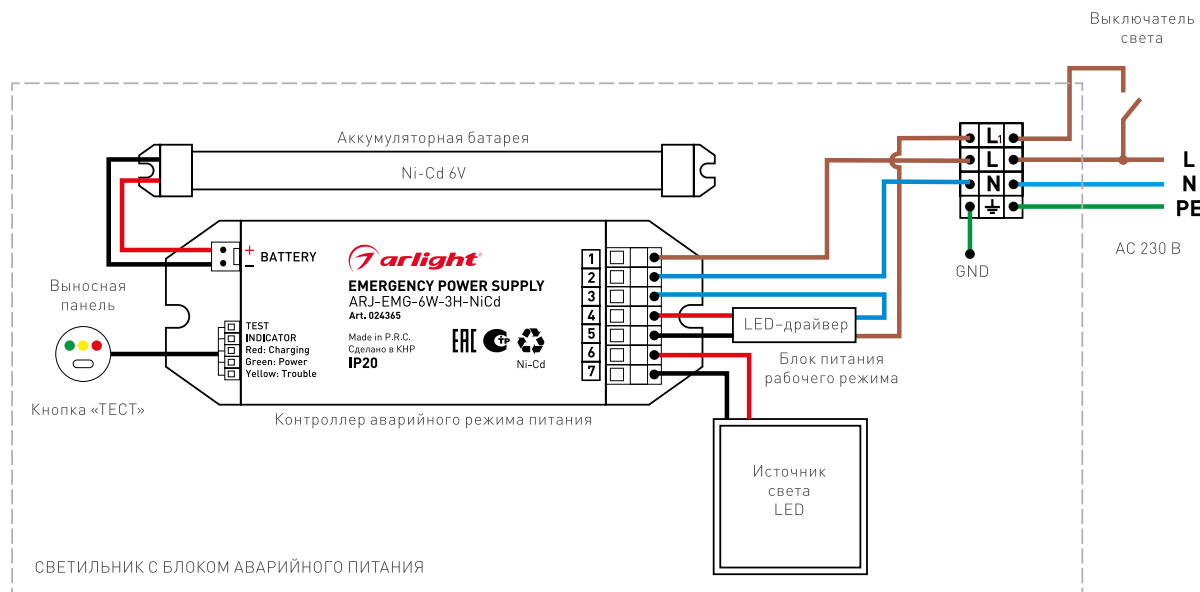 Выключатель
света
Аккумуляторная батарея
Ni-Cd 6V
L1
L
N
L
N
PE
AC 230 В
GND
+
–
BATTERY
arlight®
EMERGENCY POWER SUPPLY
ARJ-EMG-6W-3H-NiCd
Art. 024365
Made in P.R.C.
Сделано в КНР
IP20
EAC
Ni-Cd
TEST
INDICATOR
Red: Charging
Green: Power
Yellow: Trouble
1
2
3
4
5
6
7
Выносная
панель
Кнопка «ТЕСТ»
LED-драйвер
Блок питания
рабочего режима
Контроллер аварийного режима питания
Источник
света
LED
СВЕТИЛЬНИК С БЛОКОМ АВАРИЙНОГО ПИТАНИЯ